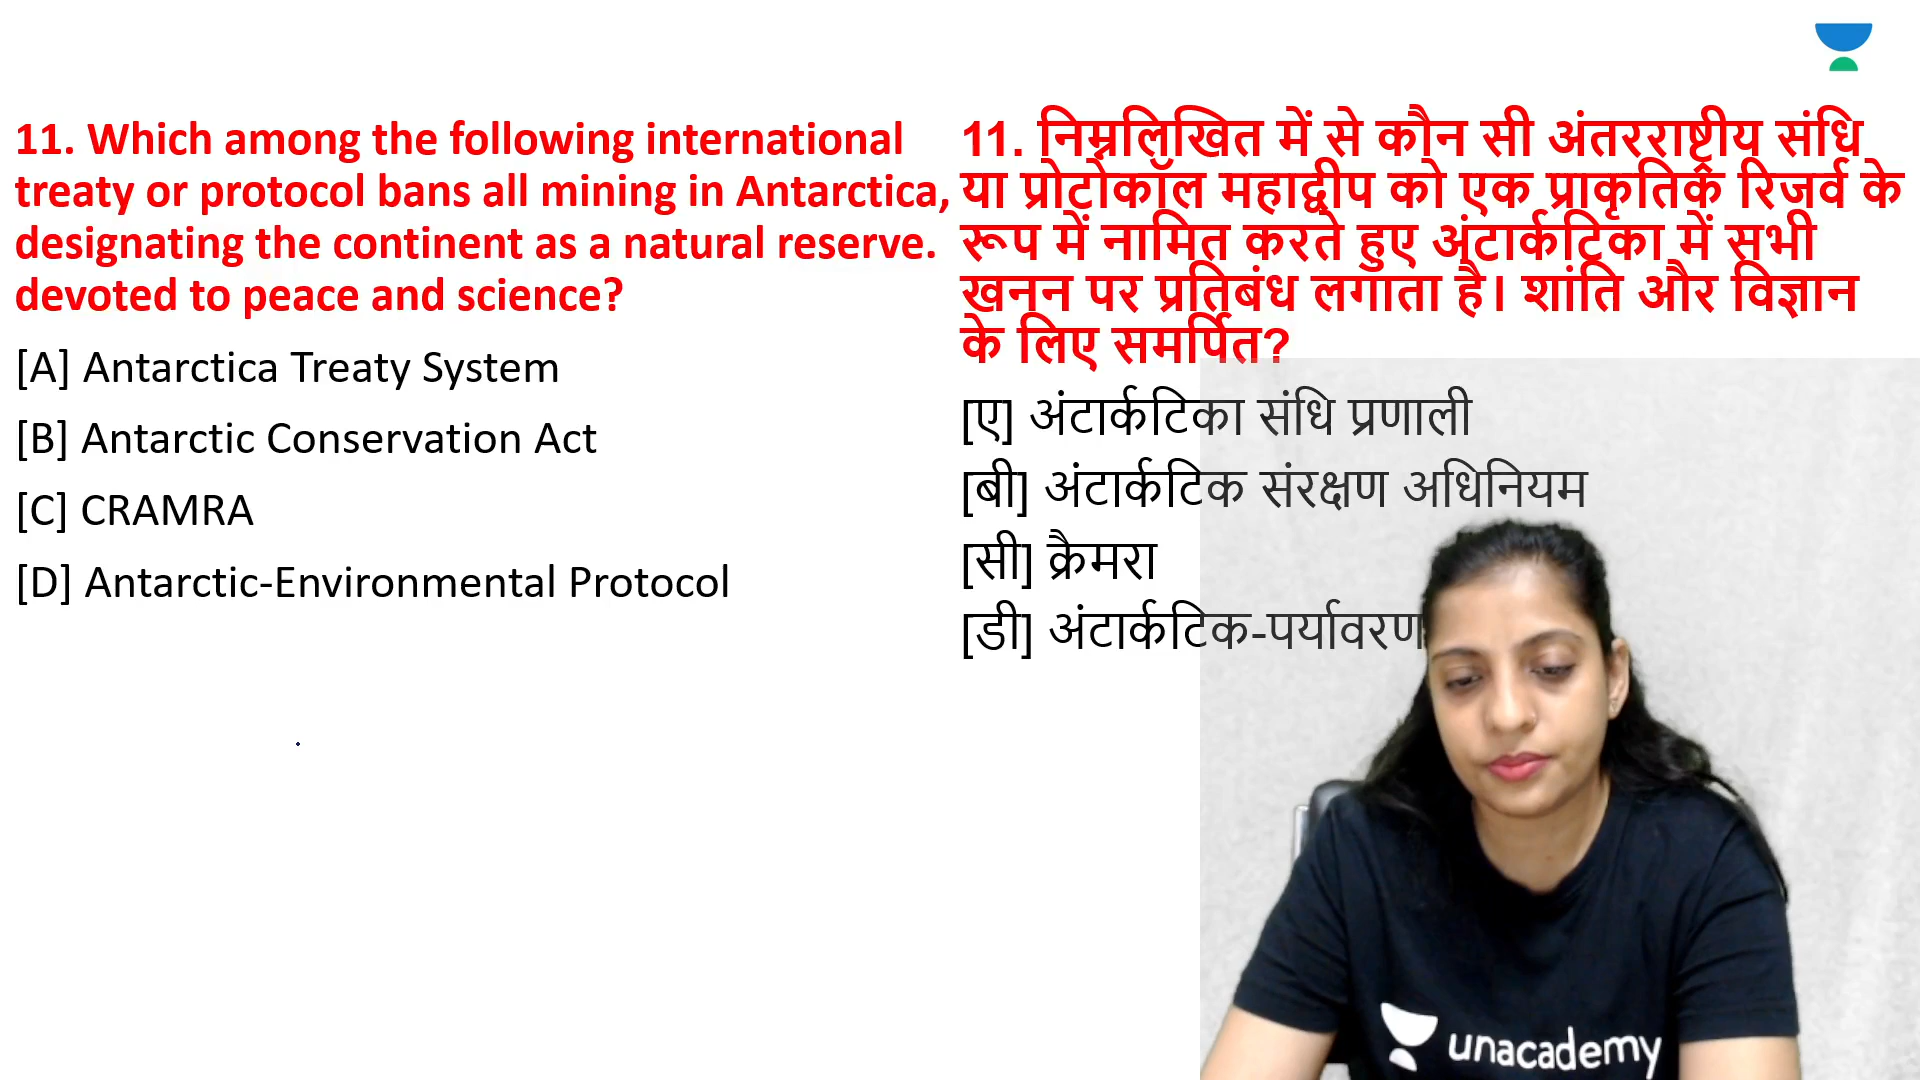 11. Which among the following international
treaty or protocol bans all mining in Antarctica,
designating the continent as a natural reserve.
devoted to peace and science?
[A] Antarctica Treaty System
[B] Antarctic Conservation Act
[C] CRAMRA
[D] Antarctic-Environmental Protocol
11. निम्नलिखित में से कौन सी अंतरराष्ट्रीय संधि
या प्रोटोकॉल महाद्वीप को एक प्राकृतिक रिजर्व के
रूप में नामित करते हुए अंटार्कटिका में सभी
खनन पर प्रतिबंध लगाता है। शांति और विज्ञान
के लिए समर्पित?
[ए] अंटार्कटिका संधि प्रणाली
[बी] अंटार्कटिक संरक्षण अधिनियम
[सी] क्रैमरा
[डी] अंटार्कटिक-पर्यावरण
unacademy